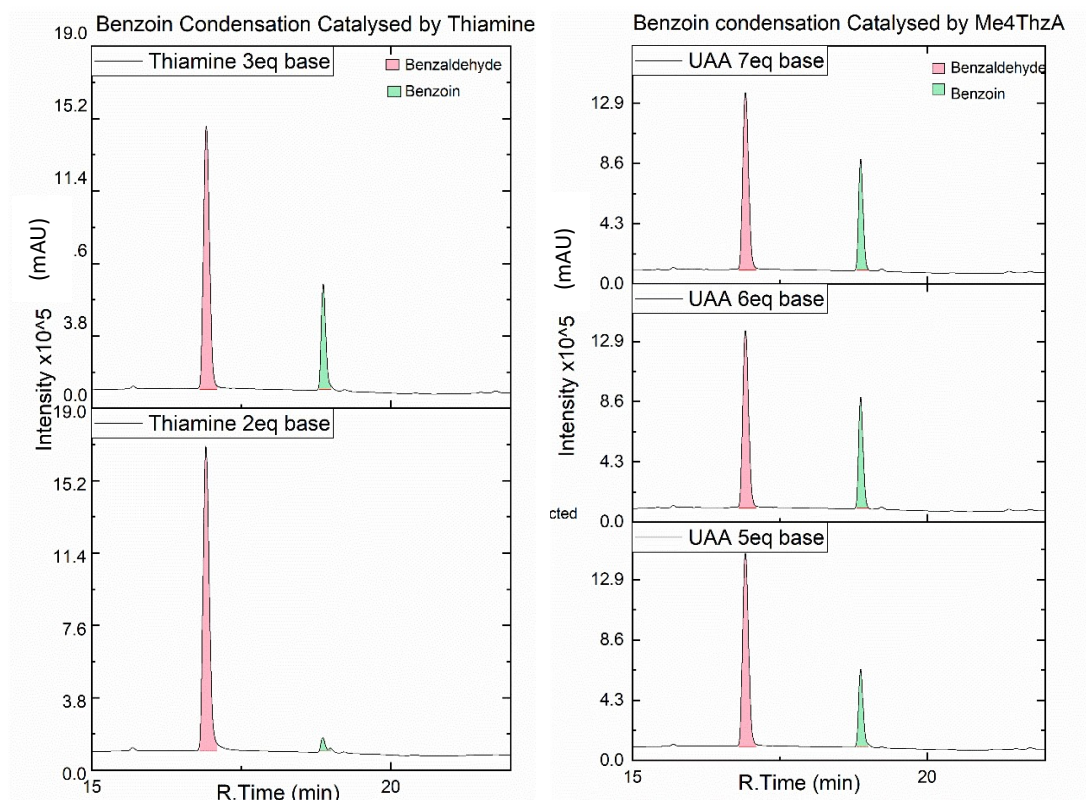 Benzoin Condensation Catalysed by Thiamine
19.0
Thiamine 3eq base
Benzaldehyde
Benzoin
15.2
11.4
.6
3.8
0.0
Intensity x10^5 (mAU)
19.0
Thiamine 2eq base
15.2
11.4
7.6
3.8
0.0
15
20
R.Time (min)
Benzoin condensation Catalysed by Me4ThzA
UAA 7eq base
Benzaldehyde
Benzoin
12.9
8.6
4.3
0.0
Intensity x10^5 (mAU)
UAA 6eq base
12.9
8.6
4.3
cted
0.0
UAA 5eq base
12.9
8.6
4.3
0.0
15
20
R.Time (min)